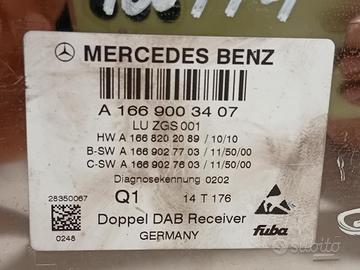 MERCEDES BENZ
A 166 900 34 07
LU ZGS 001
HW A 166 820 20 89 / 10/10
B-SW A 166 902 77 03 / 11/50/00
C-SW A 166 902 76 03 / 11/50/00
Diagnosekennung 0202
28350067
Q1
14 T 176
Doppel DAB Receiver
0248
GERMANY
fuba
subito